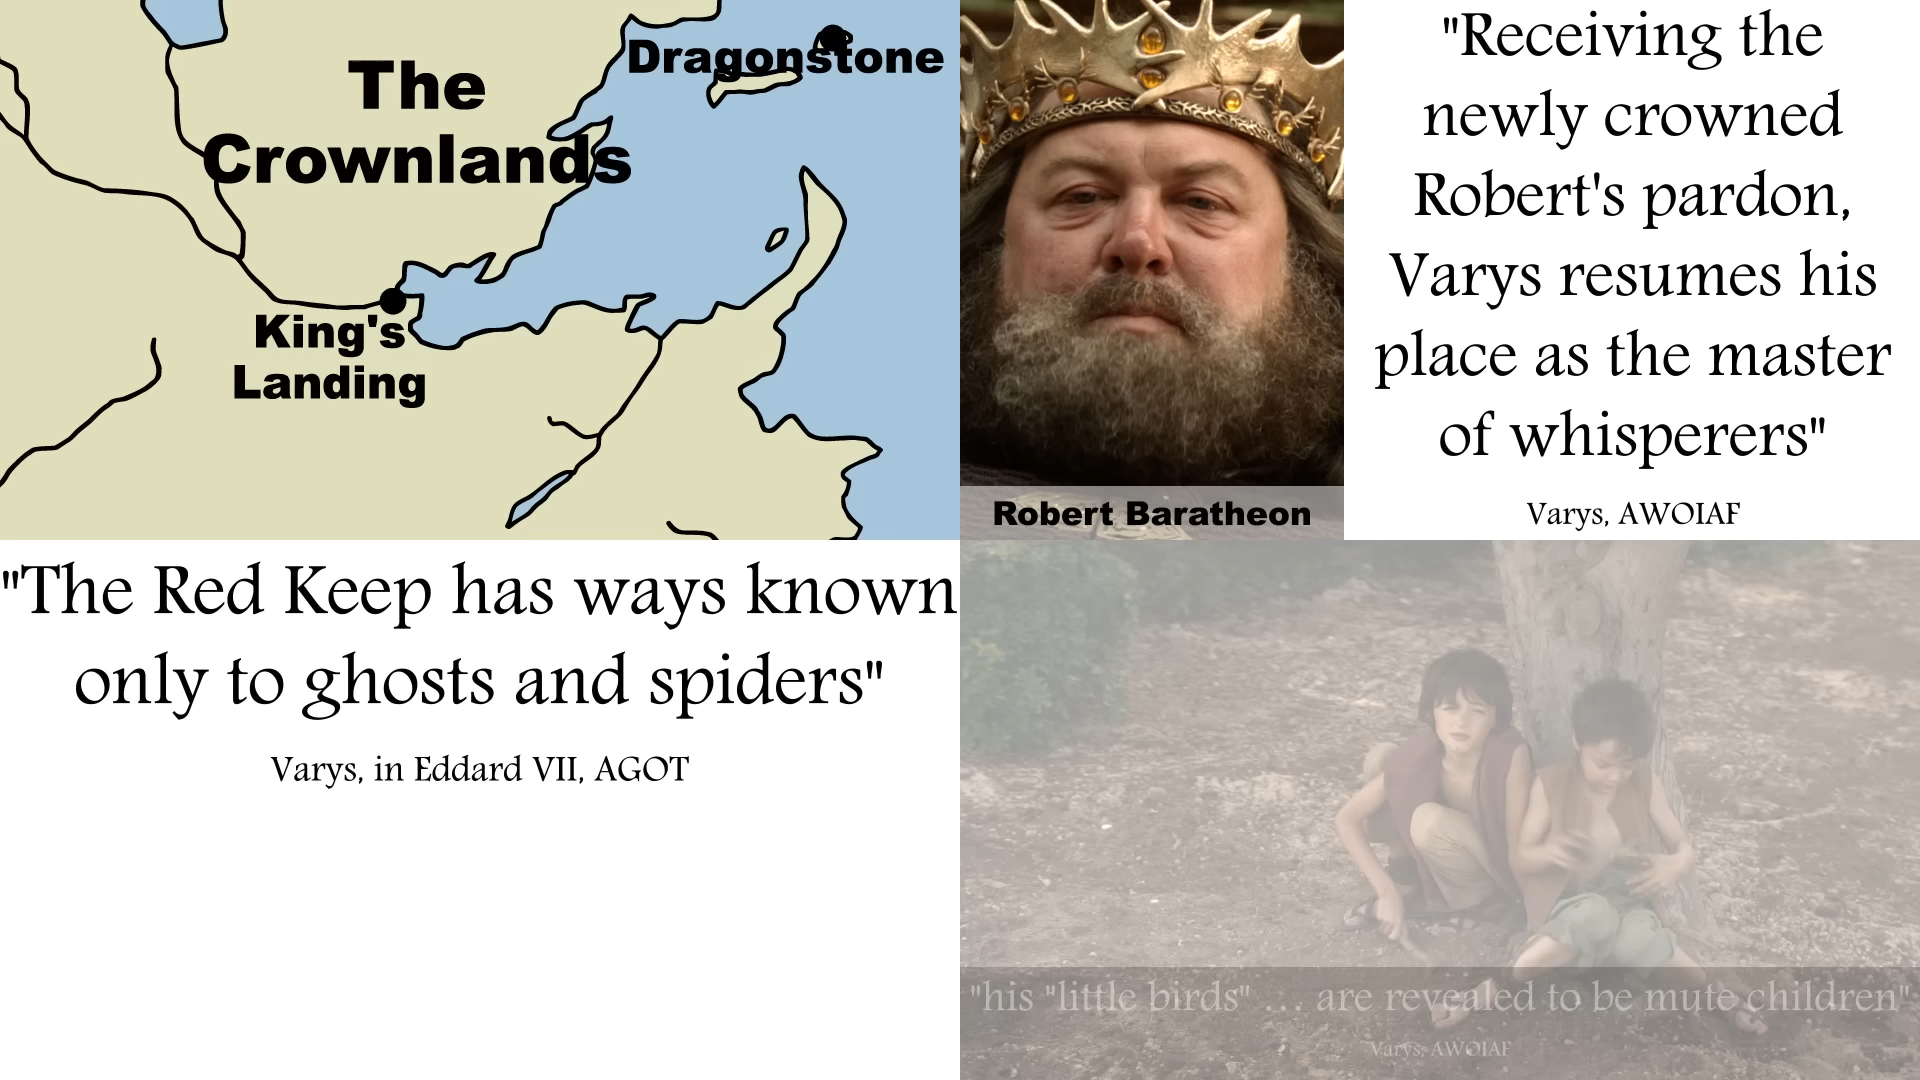 The
Crownlands
Dragonstone
King's
Landing
Robert Baratheon
"Receiving the
newly crowned
Robert's pardon,
Varys resumes his
place as the master
of whisperers"
Varys, AWOIAF
"The Red Keep has ways known
only to ghosts and spiders"
Varys, in Eddard VII, AGOT
"his "little birds" … are revealed to be mute children"
Varys, AWOIAF